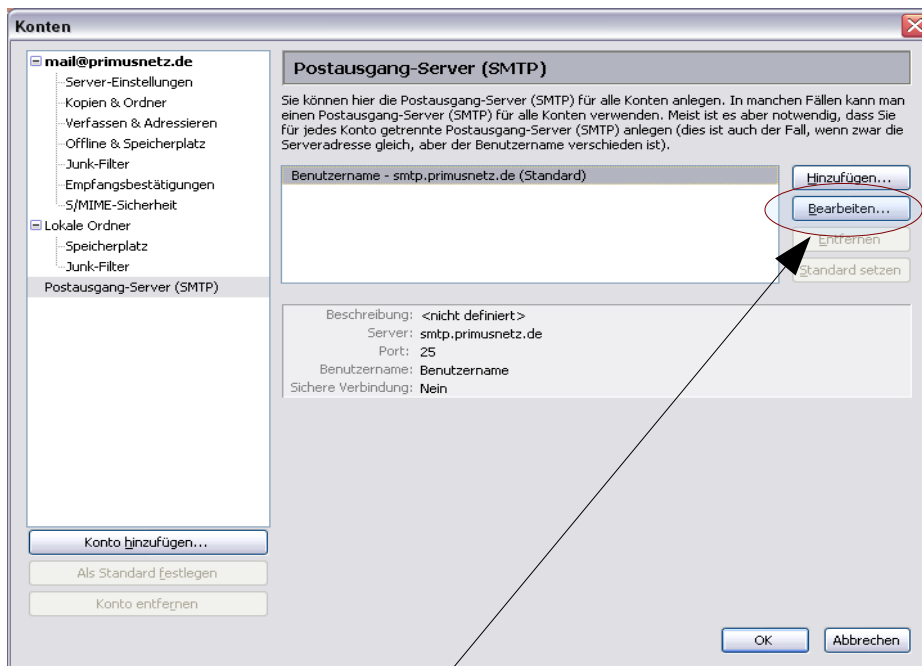 Konten
mail@primusnetz.de
Server-Einstellungen
Kopien & Ordner
Verfassen & Adressieren
Offline & Speicherplatz
Junk-Filter
Empfangsbestätigungen
S/MIME-Sicherheit
Lokale Ordner
Speicherplatz
Junk-Filter
Postausgang-Server (SMTP)
Konto hinzufügen...
Als Standard festlegen
Konto entfernen
Postausgang-Server (SMTP)
Sie können hier die Postausgang-Server (SMTP) für alle Konten anlegen. In manchen Fällen kann man
einen Postausgang-Server (SMTP) für alle Konten verwenden. Meist ist es aber notwendig, dass Sie
für jedes Konto getrennte Postausgang-Server (SMTP) anlegen (dies ist auch der Fall, wenn zwar die
Serveradresse gleich, aber der Benutzername verschieden ist).
Benutzername - smtp.primusnetz.de (Standard)
Hinzufügen...
Bearbeiten...
Entfernen
Standard setzen
Beschreibung: <nicht definiert>
Server: smtp.primusnetz.de
Port: 25
Benutzername: Benutzername
Sichere Verbindung: Nein
OK
Abbrechen